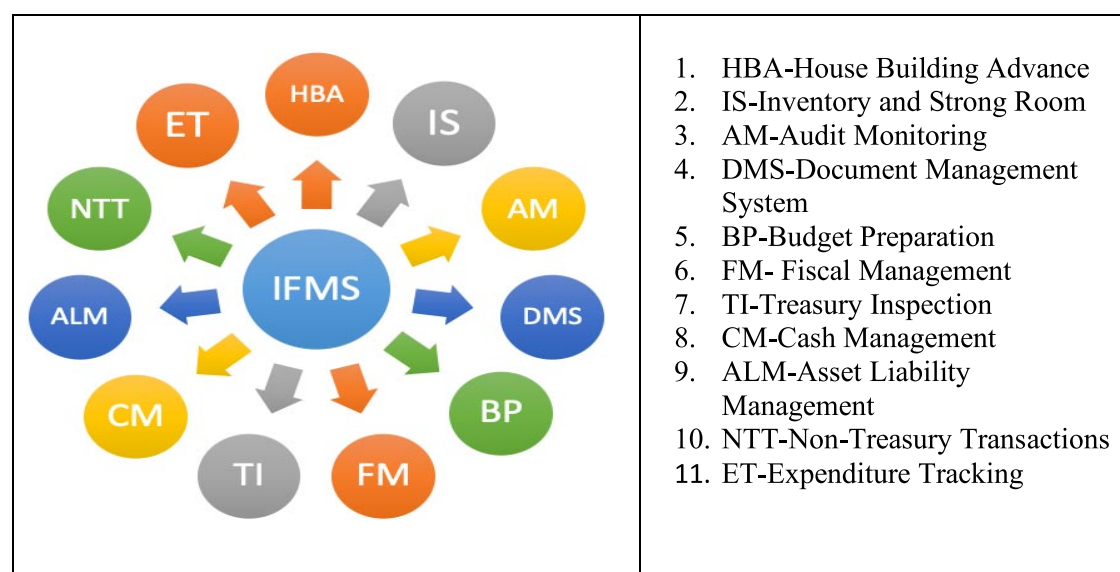 HBA
IS
ET
AM
NTT
IFMS
ALM
DMS
CM
BP
TI
FM
1. HBA-House Building Advance
2. IS-Inventory and Strong Room
3. AM-Audit Monitoring
4. DMS-Document Management
System
5. BP-Budget Preparation
6. FM- Fiscal Management
7. TI-Treasury Inspection
8. CM-Cash Management
9. ALM-Asset Liability
Management
10. NTT-Non-Treasury Transactions
11. ET-Expenditure Tracking